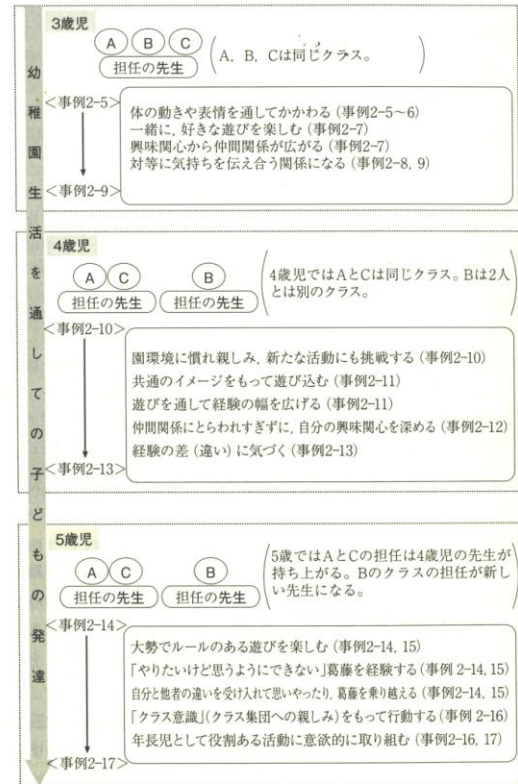 幼稚園生活を通しての子どもの発達
3歳児
A B C
担任の先生
(A, B, Cは同じクラス。)
<事例2-5>
体の動きや表情を通してかかわる(事例2-5〜6)
一緒に,好きな遊びを楽しむ(事例2-7)
興味関心から仲間関係が広がる(事例2-7)
対等に気持ちを伝え合う関係になる(事例2-8, 9)
<事例2-9>
4歳児
A C B
担任の先生 担任の先生
(4歳児ではAとCは同じクラス。Bは2人
とは別のクラス。)
<事例2-10>
園環境に慣れ親しみ,新たな活動にも挑戦する(事例2-10)
共通のイメージをもって遊び込む(事例2-11)
遊びを通して経験の幅を広げる(事例2-11)
仲間関係にとらわれすぎずに,自分の興味関心を深める(事例2-12)
経験の差(違い)に気づく(事例2-13)
<事例2-13>
5歳児
A C B
担任の先生 担任の先生
(5歳ではAとCの担任は4歳児の先生が
持ち上がる。Bのクラスの担任が新し
い先生になる。)
<事例2-14>
大勢でルールのある遊びを楽しむ(事例2-14, 15)
「やりたいけど思うようにできない」葛藤を経験する(事例 2-14, 15)
自分と他者の違いを受け入れて思いやったり,葛藤を乗り越える(事例2-14, 15)
「クラス意識」(クラス集団への親しみ)をもって行動する(事例 2-16)
年長児として役割ある活動に意欲的に取り組む(事例2-16, 17)
<事例2-17>